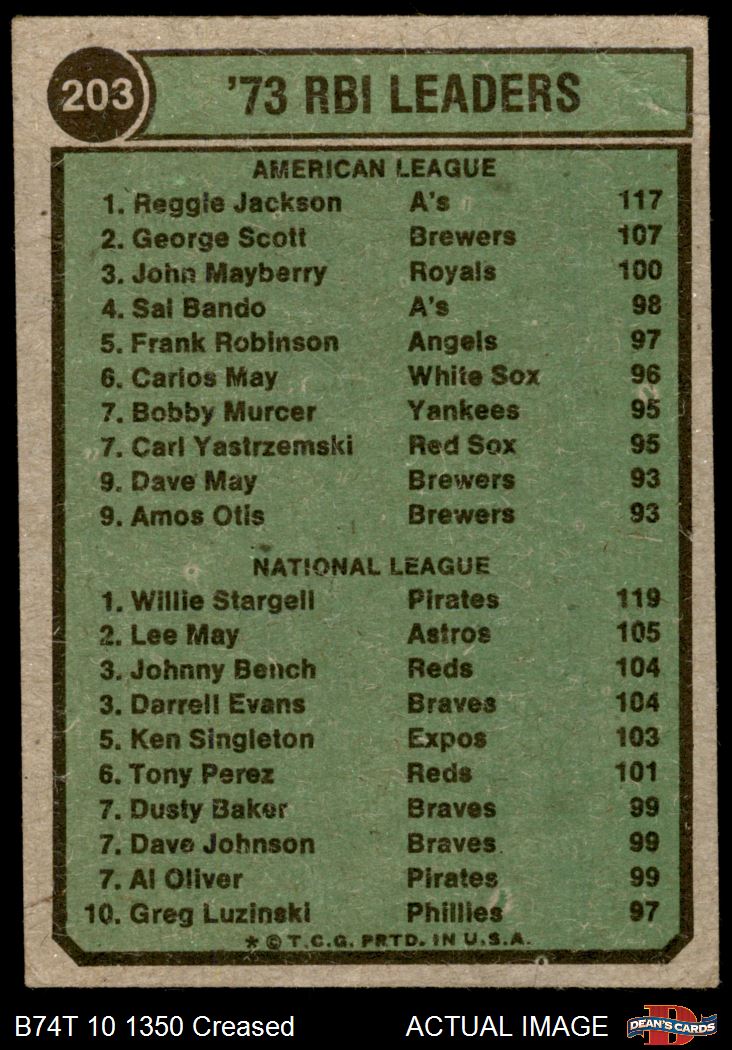 203
'73 RBI LEADERS
AMERICAN LEAGUE
1. Reggie Jackson A's 117
2. George Scott Brewers 107
3. John Mayberry Royals 100
4. Sal Bando A's 98
5. Frank Robinson Angels 97
6. Carlos May White Sox 96
7. Bobby Murcer Yankees 95
7. Carl Yastrzemski Red Sox 95
9. Dave May Brewers 93
9. Amos Otis Brewers 93
NATIONAL LEAGUE
1. Willie Stargell Pirates 119
2. Lee May Astros 105
3. Johnny Bench Reds 104
3. Darrell Evans Braves 104
5. Ken Singleton Expos 103
6. Tony Perez Reds 101
7. Dusty Baker Braves 99
7. Dave Johnson Braves 99
7. Al Oliver Pirates 99
10. Greg Luzinski Phillies 97
* © T.C.G. PRTD. IN U.S.A.
B74T 10 1350 Creased ACTUAL IMAGE
D
DEAN'S CARDS